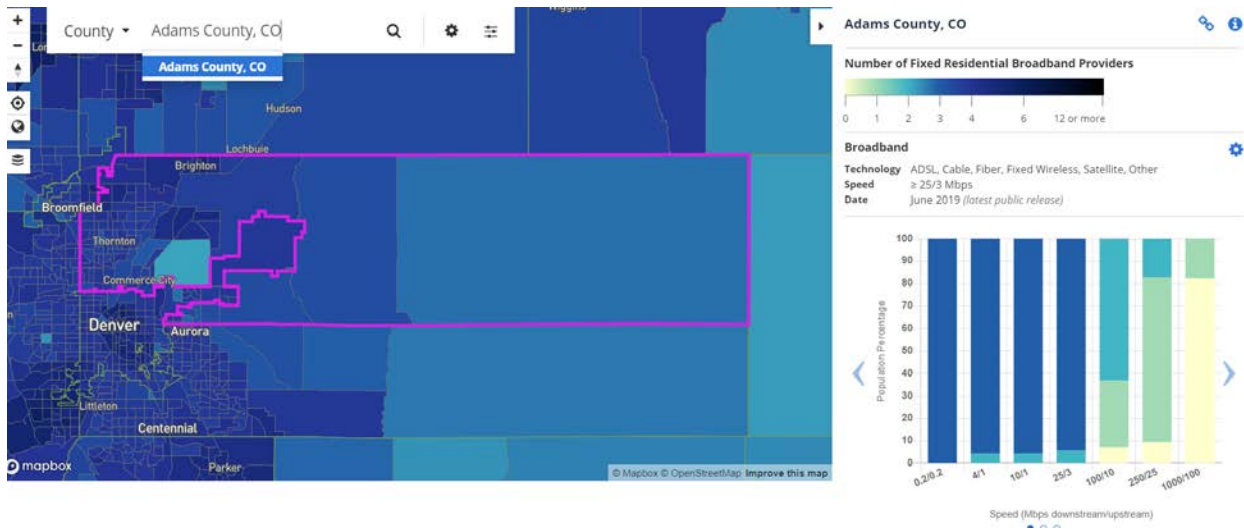 Wiggins
+
County
Adams County, CO
−
Lon
Adams County, CO
Hudson
Lochbuie
Brighton
Broomfield
Thornton
Commerce City
Denver
Aurora
Littleton
Centennial
mapbox
Parker
© Mapbox © OpenStreetMap Improve this map
Adams County, CO
Number of Fixed Residential Broadband Providers
0 1 2 3 4 6 12 or more
Broadband
Technology ADSL, Cable, Fiber, Fixed Wireless, Satellite, Other
Speed ≥ 25/3 Mbps
Date June 2019 (latest public release)
100
90
80
70
60
50
40
30
20
10
0
Population Percentage
0.2/0.2 4/1 10/1 25/3 100/10 250/25 1000/100
Speed (Mbps downstream/upstream)